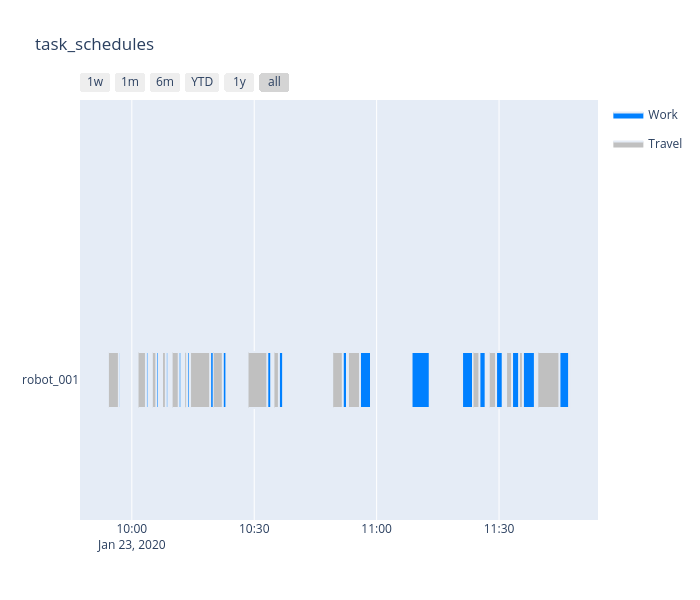 task_schedules
1w 1m 6m YTD 1y all
Work
Travel
robot_001
10:00 10:30 11:00 11:30
Jan 23, 2020